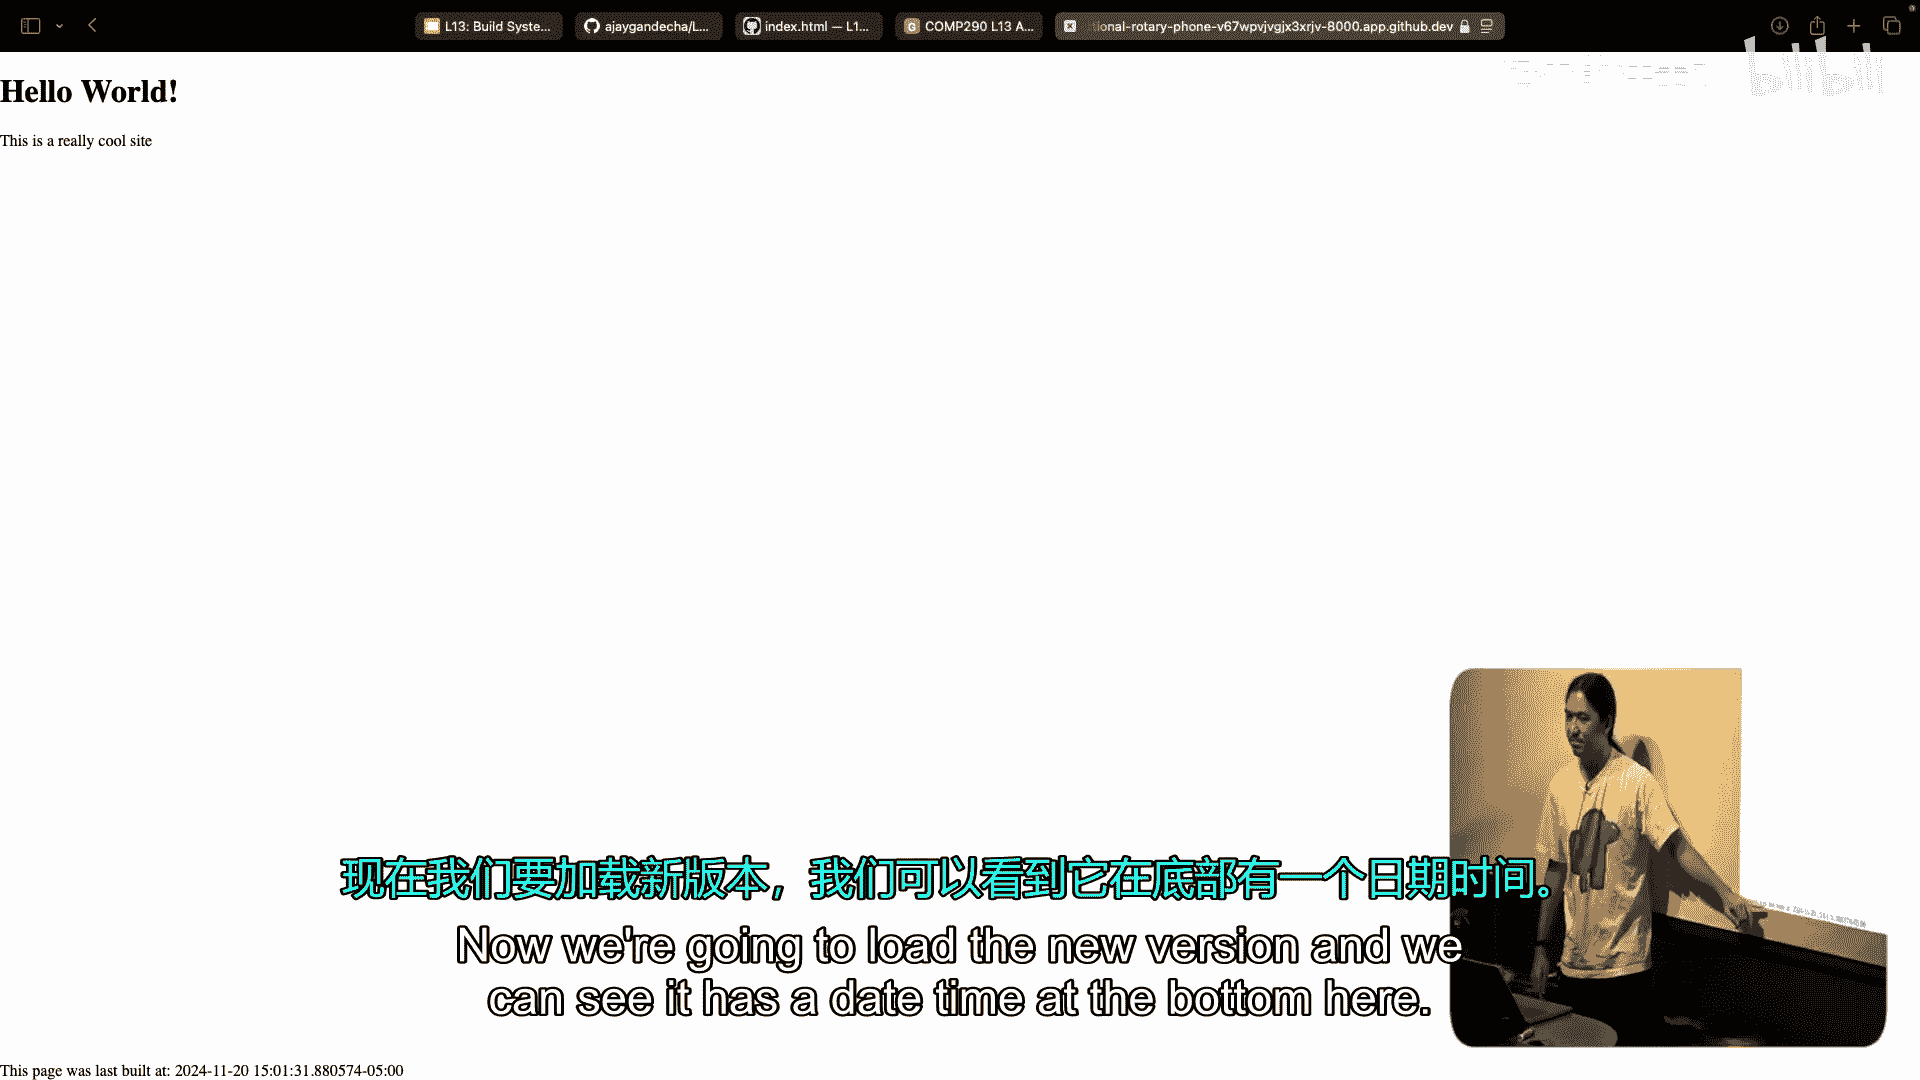 L13: Build Syste...
ajaygandecha/L...
index.html — L1...
COMP290 L13 A...
tional-rotary-phone-v67wpvjvgjx3xrjv-8000.app.github.dev
bilibili
Hello World!
This is a really cool site
现在我们要加载新版本，我们可以看到它在底部有一个日期时间。
Now we're going to load the new version and we
can see it has a date time at the bottom here.
This page was last built at: 2024-11-20 15:01:31.880574-05:00